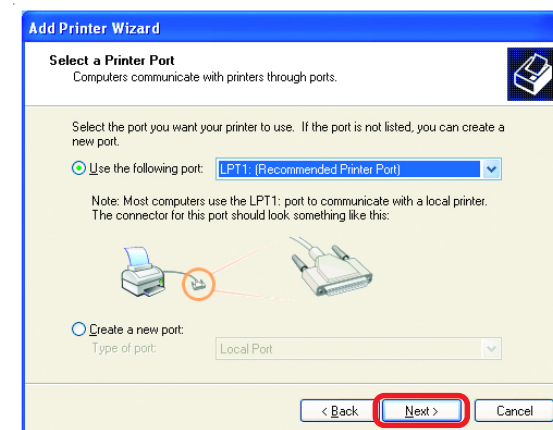 Add Printer Wizard
Select a Printer Port
Computers communicate with printers through ports.
Select the port you want your printer to use. If the port is not listed, you can create a
new port.
Use the following port: LPT1: (Recommended Printer Port)
Note: Most computers use the LPT1: port to communicate with a local printer.
The connector for this port should look something like this:
Create a new port:
Type of port: Local Port
< Back Next > Cancel